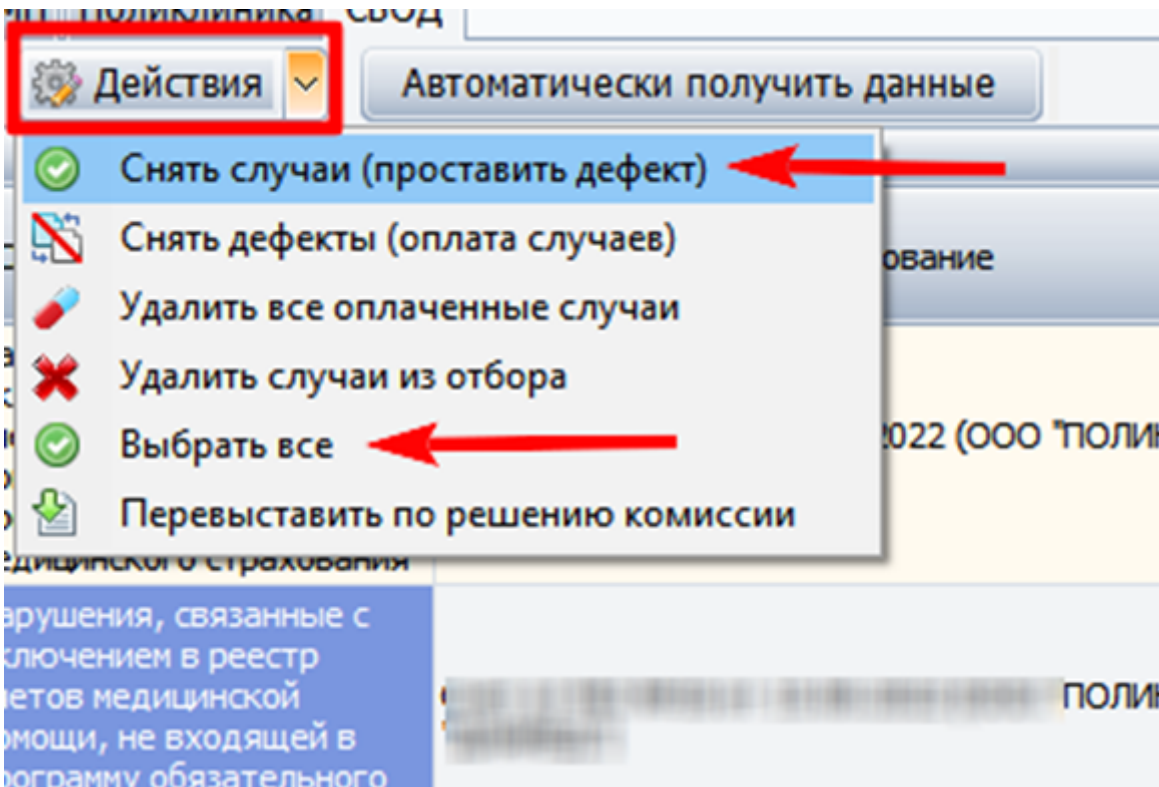 Поликлиника СВОД
Действия Автоматически получить данные
Снять случаи (проставить дефект)
Снять дефекты (оплата случаев)
ование
Удалить все оплаченные случаи
Удалить случаи из отбора
Выбрать все
2022 (ООО "ПОЛИ
Перевыставить по решению комиссии
едицинского страхования
арушения, связанные с
ключением в реестр
четов медицинской
ПОЛИ
омощи, не входящей в
рограмму обязательного